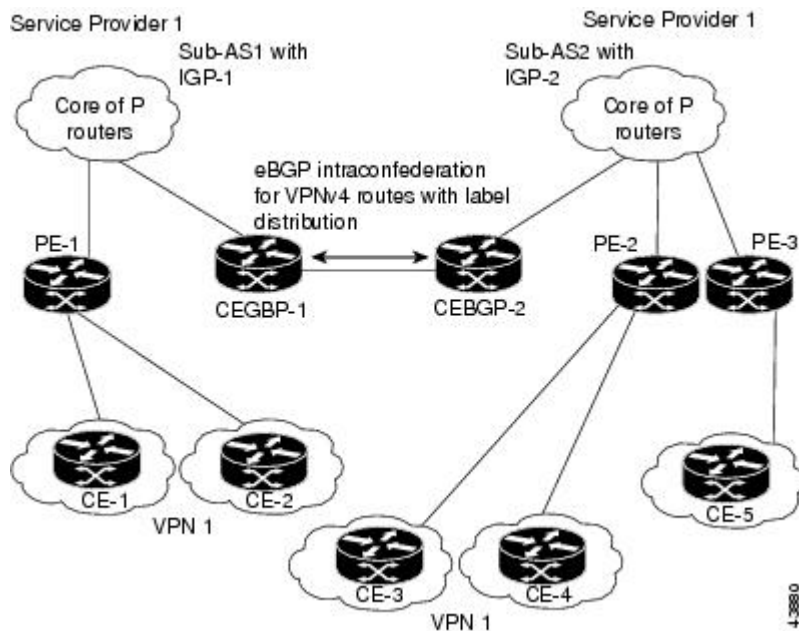 Service Provider 1
Service Provider 1
Sub-AS1 with
IGP-1
Sub-AS2 with
IGP-2
Core of P
routers
Core of P
routers
eBGP intraconfederation
for VPNv4 routes with label
distribution
PE-1
PE-2
PE-3
CEGBP-1
CEBGP-2
CE-1
CE-2
CE-5
VPN 1
CE-3
CE-4
VPN 1
43880